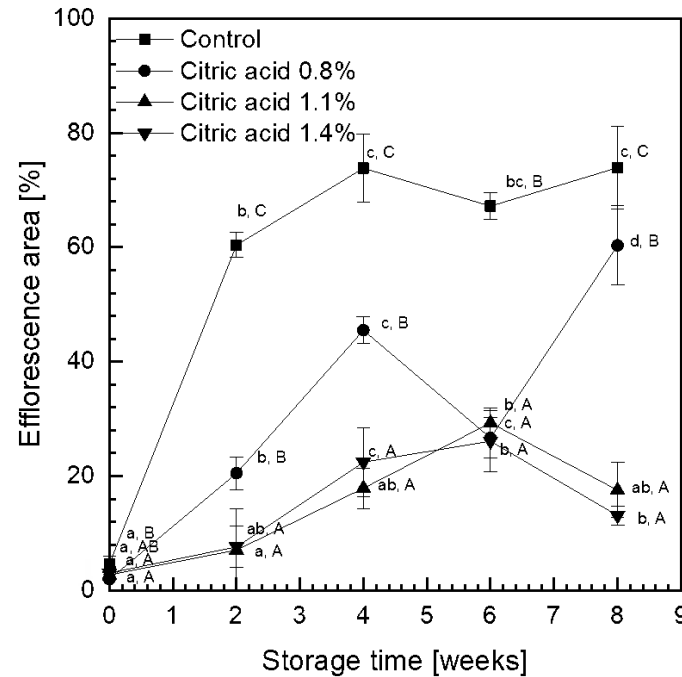 100
Control
Citric acid 0.8%
Citric acid 1.1%
Citric acid 1.4%
80
60
40
20
0
Efflorescence area [%]
c, C
c, C
bc, B
b, C
d, B
c, B
b, A
c, A
b, A
b, B
c, A
ab, A
ab, A
b, A
ab, A
a, A
a, B
a, AB
a, A
a, A
0 1 2 3 4 5 6 7 8 9
Storage time [weeks]